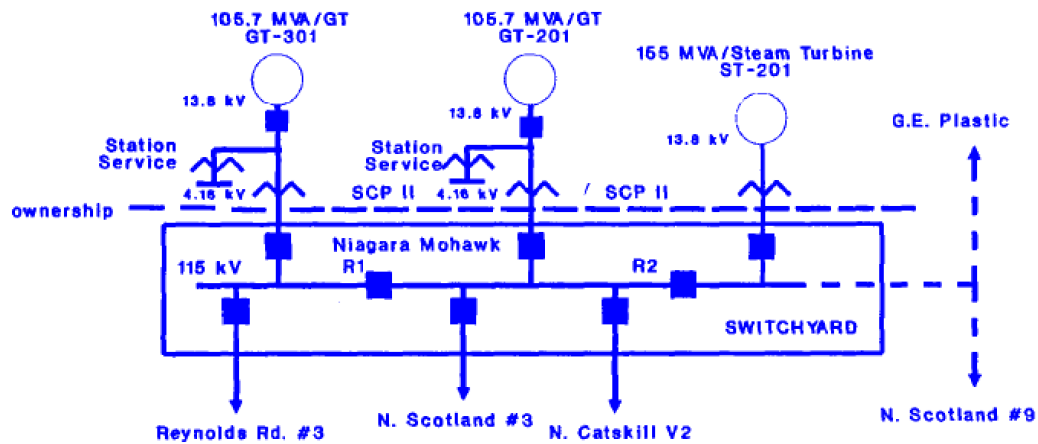 105.7 MVA/GT
GT-301
105.7 MVA/GT
GT-201
155 MVA/Steam Turbine
ST-201
13.8 kV
13.8 kV
13.8 kV
G.E. Plastic
Station
Service
Station
Service
4.16 kV
SCP II
4.16 kV
/ SCP II
ownership
Niagara Mohawk
115 kV
R1
R2
SWITCHYARD
Reynolds Rd. #3
N. Scotland #3
N. Catskill V2
N. Scotland #9